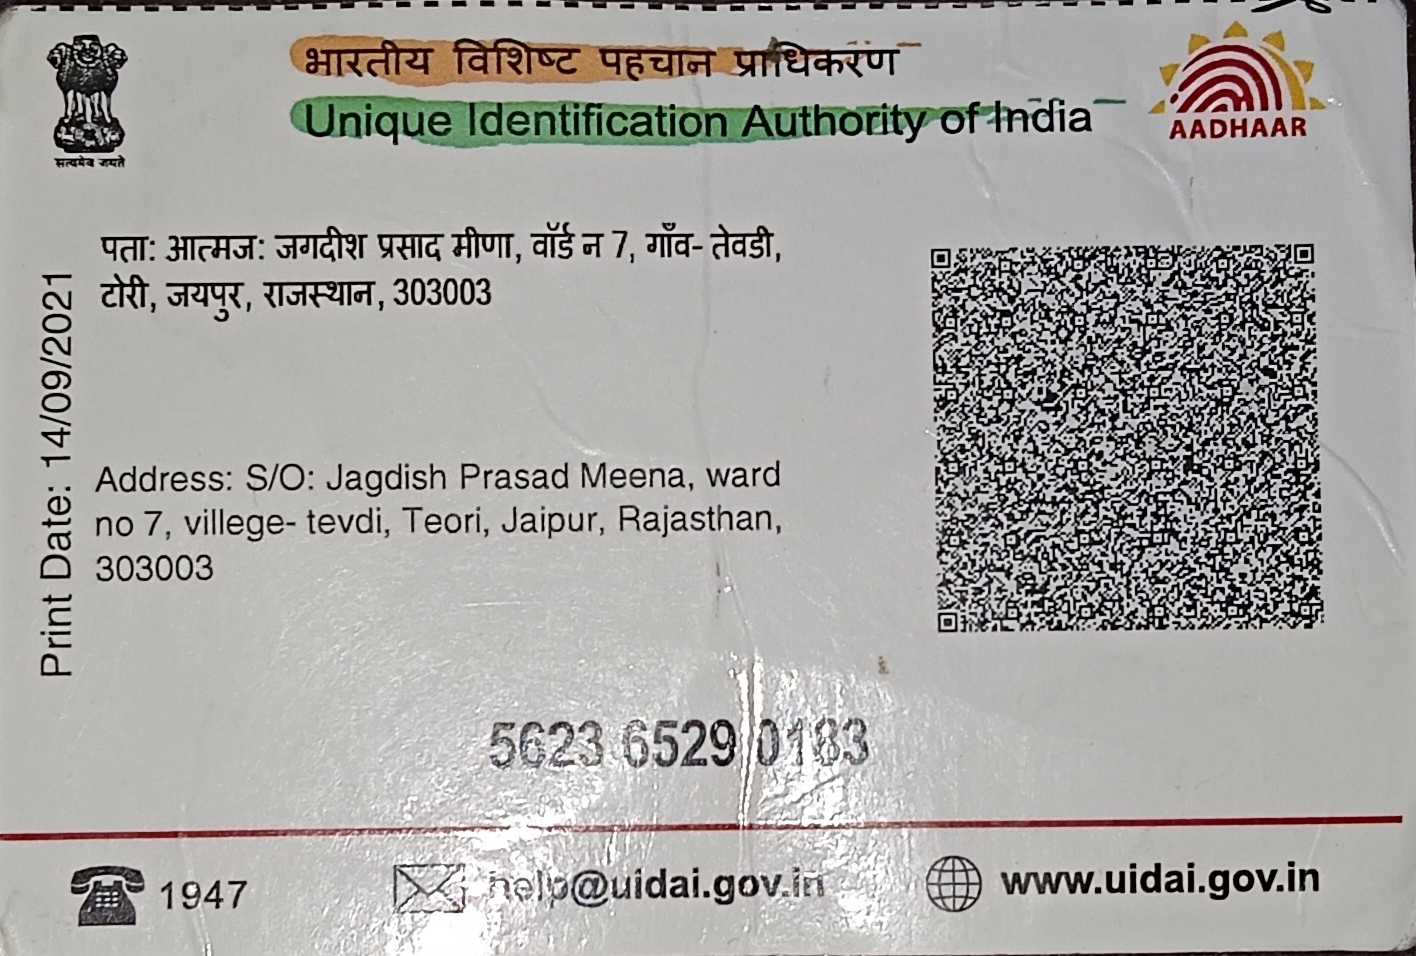 भारतीय विशिष्ट पहचान प्राधिकरण
Unique Identification Authority of India
AADHAAR
सत्यमेव जयते
पता: आत्मज: जगदीश प्रसाद मीणा, वॉर्ड न 7, गाँव- तेवडी,
टोरी, जयपुर, राजस्थान, 303003
Print Date: 14/09/2021
Address: S/O: Jagdish Prasad Meena, ward
no 7, villege- tevdi, Teori, Jaipur, Rajasthan,
303003
5623 6529 0183
1947
help@uidai.gov.in
www.uidai.gov.in